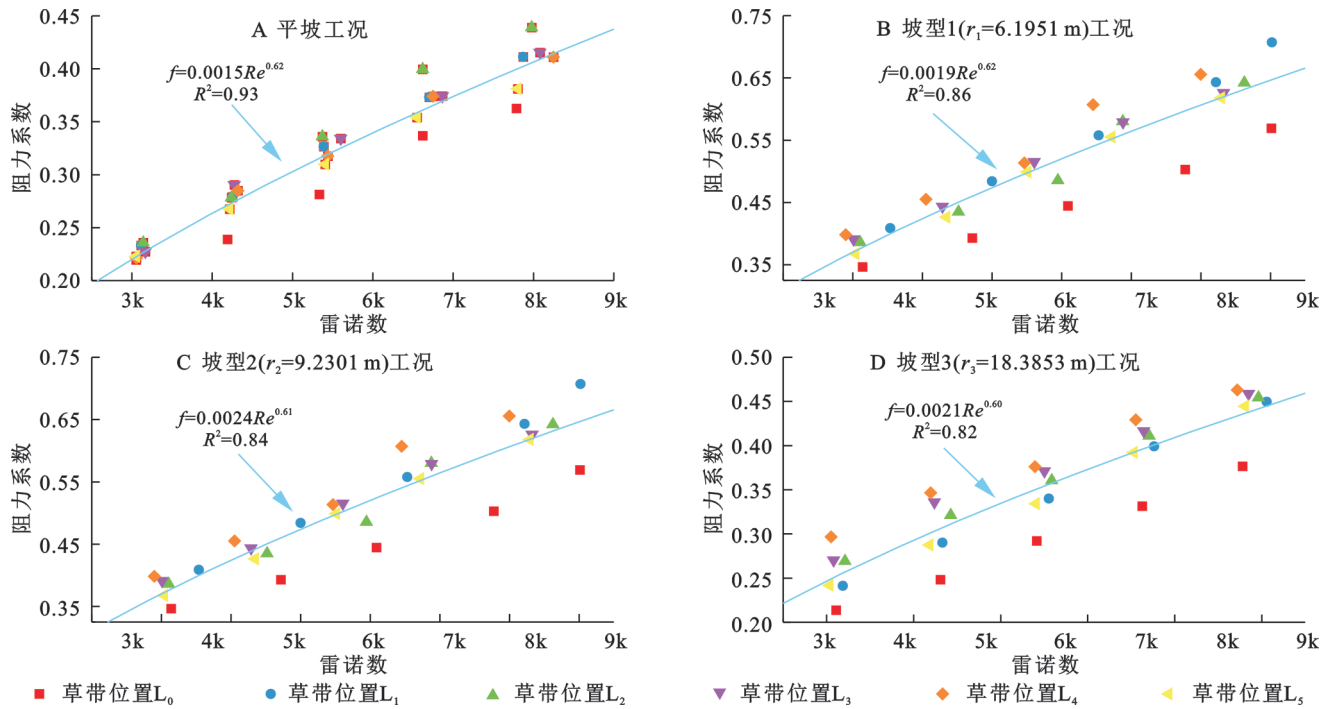 A 平坡工况
f=0.0015Re^0.62
R²=0.93
阻力系数
0.45
0.40
0.35
0.30
0.25
0.20
3k 4k 5k 6k 7k 8k 9k
雷诺数
B 坡型1(r₁=6.1951 m)工况
f=0.0019Re^0.62
R²=0.86
阻力系数
0.75
0.65
0.55
0.45
0.35
3k 4k 5k 6k 7k 8k 9k
雷诺数
C 坡型2(r₂=9.2301 m)工况
f=0.0024Re^0.61
R²=0.84
阻力系数
0.75
0.65
0.55
0.45
0.35
3k 4k 5k 6k 7k 8k 9k
雷诺数
D 坡型3(r₃=18.3853 m)工况
f=0.0021Re^0.60
R²=0.82
阻力系数
0.50
0.45
0.40
0.35
0.30
0.25
0.20
3k 4k 5k 6k 7k 8k 9k
雷诺数
草带位置L₀ 草带位置L₁ 草带位置L₂ 草带位置L₃ 草带位置L₄ 草带位置L₅